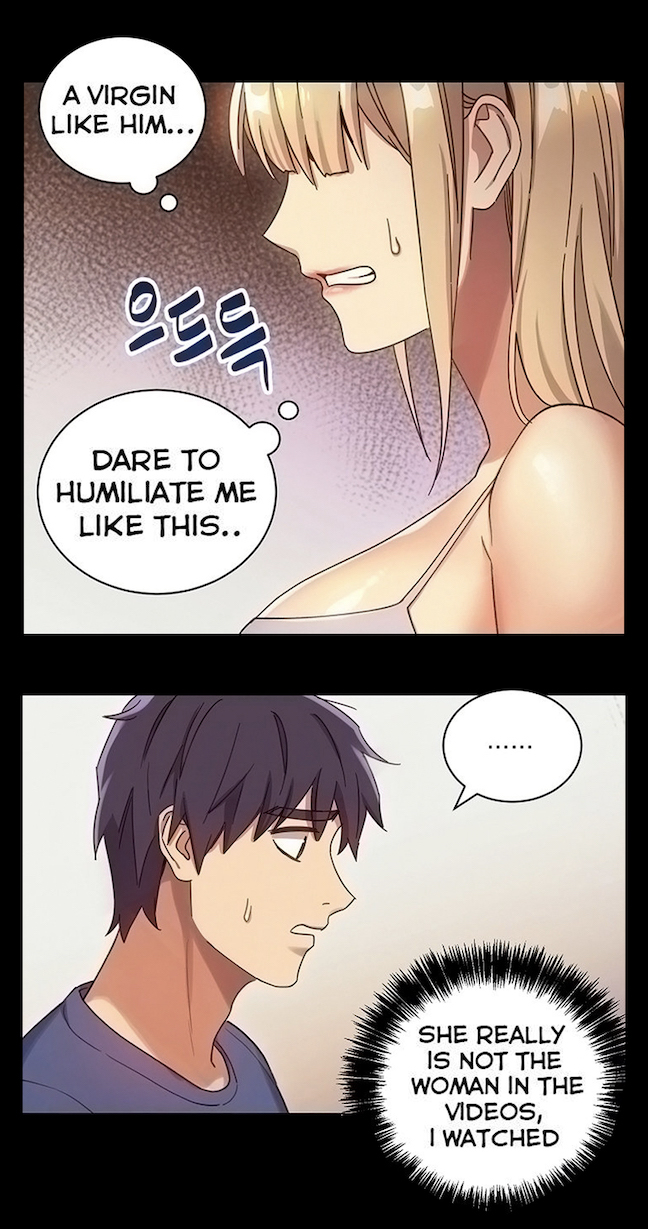 A VIRGIN
LIKE HIM...
으드득
DARE TO
HUMILIATE ME
LIKE THIS..
......
SHE REALLY
IS NOT THE
WOMAN IN THE
VIDEOS,
I WATCHED